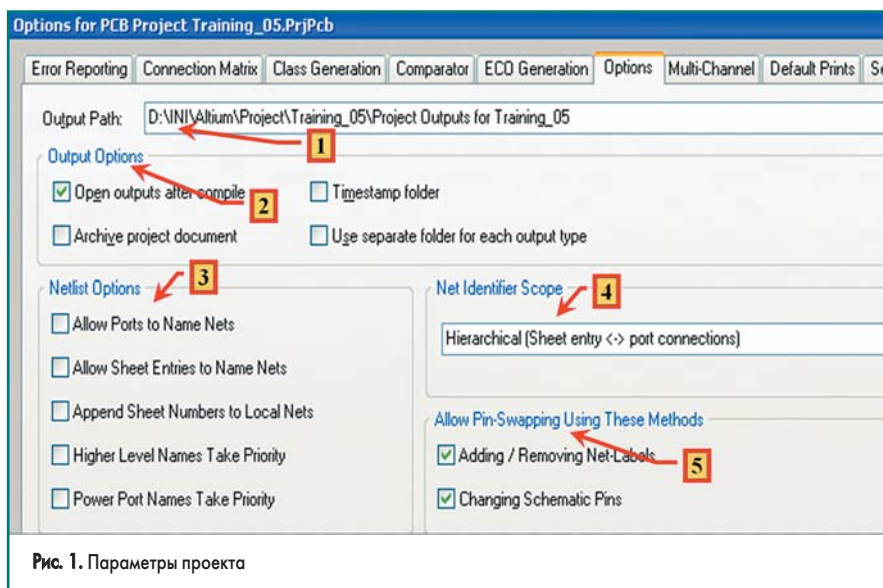 Options for PCB Project Training_05.PrjPcb
Error Reporting Connection Matrix Class Generation Comparator ECO Generation Options Multi-Channel Default Prints Se
Output Path: D:\INI\Altium\Project\Training_05\Project Outputs for Training_05
1
Output Options
2
Open outputs after compile Timestamp folder
Archive project document Use separate folder for each output type
Netlist Options 3
Allow Ports to Name Nets
Allow Sheet Entries to Name Nets
Append Sheet Numbers to Local Nets
Higher Level Names Take Priority
Power Port Names Take Priority
Net Identifier Scope 4
Hierarchical (Sheet entry <-> port connections)
Allow Pin-Swapping Using These Methods
Adding / Removing Net-Labels 5
Changing Schematic Pins
Рис. 1. Параметры проекта